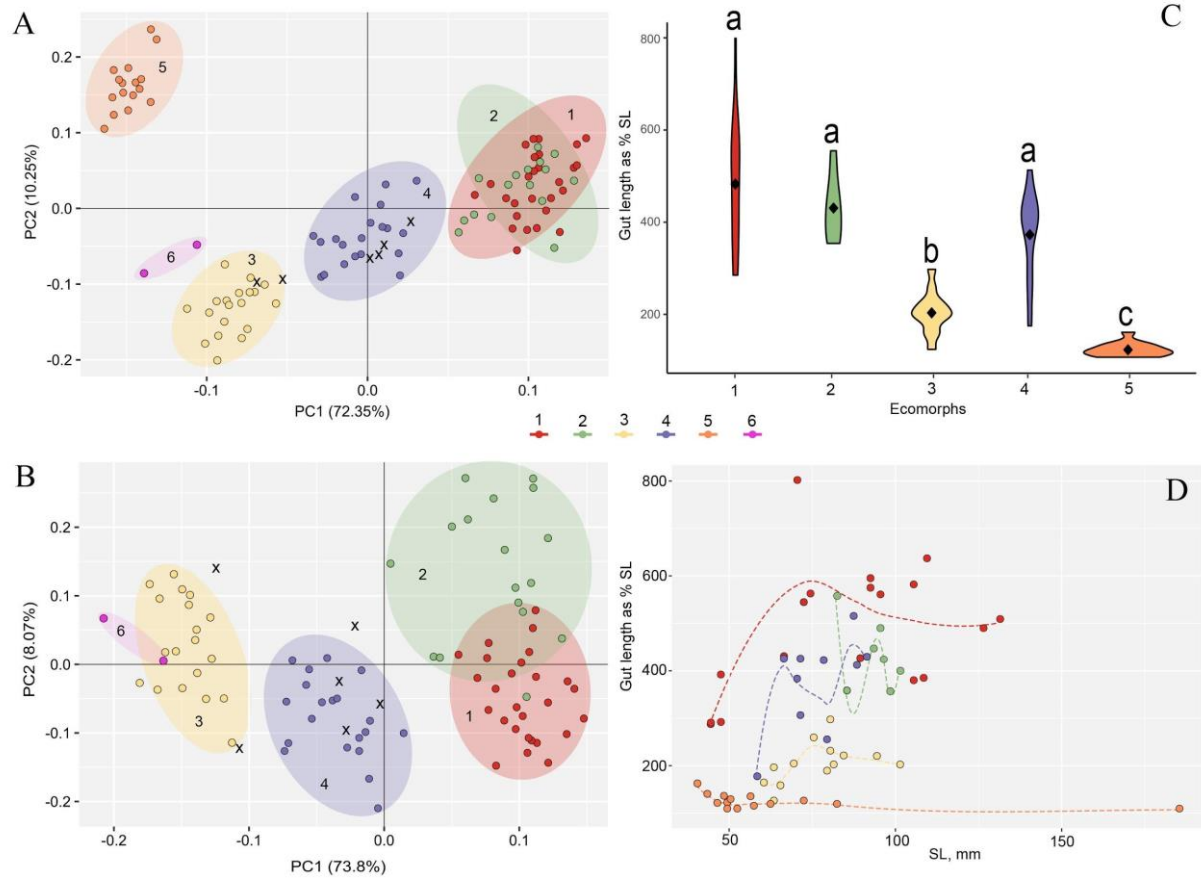 A
5
2
1
4
6
3
x
x
x
x
x
x
0.2
0.1
0.0
-0.1
-0.2
PC2 (10.25%)
-0.1
0.0
0.1
PC1 (72.35%)
C
a
a
b
a
c
800
600
400
200
Gut length as % SL
1
2
3
4
5
Ecomorphs
1
2
3
4
5
6
B
x
x
x
x
x
x
2
6
3
1
4
0.2
0.1
0.0
-0.1
-0.2
PC2 (8.07%)
-0.2
-0.1
0.0
0.1
PC1 (73.8%)
D
800
600
400
200
Gut length as % SL
50
100
150
SL, mm